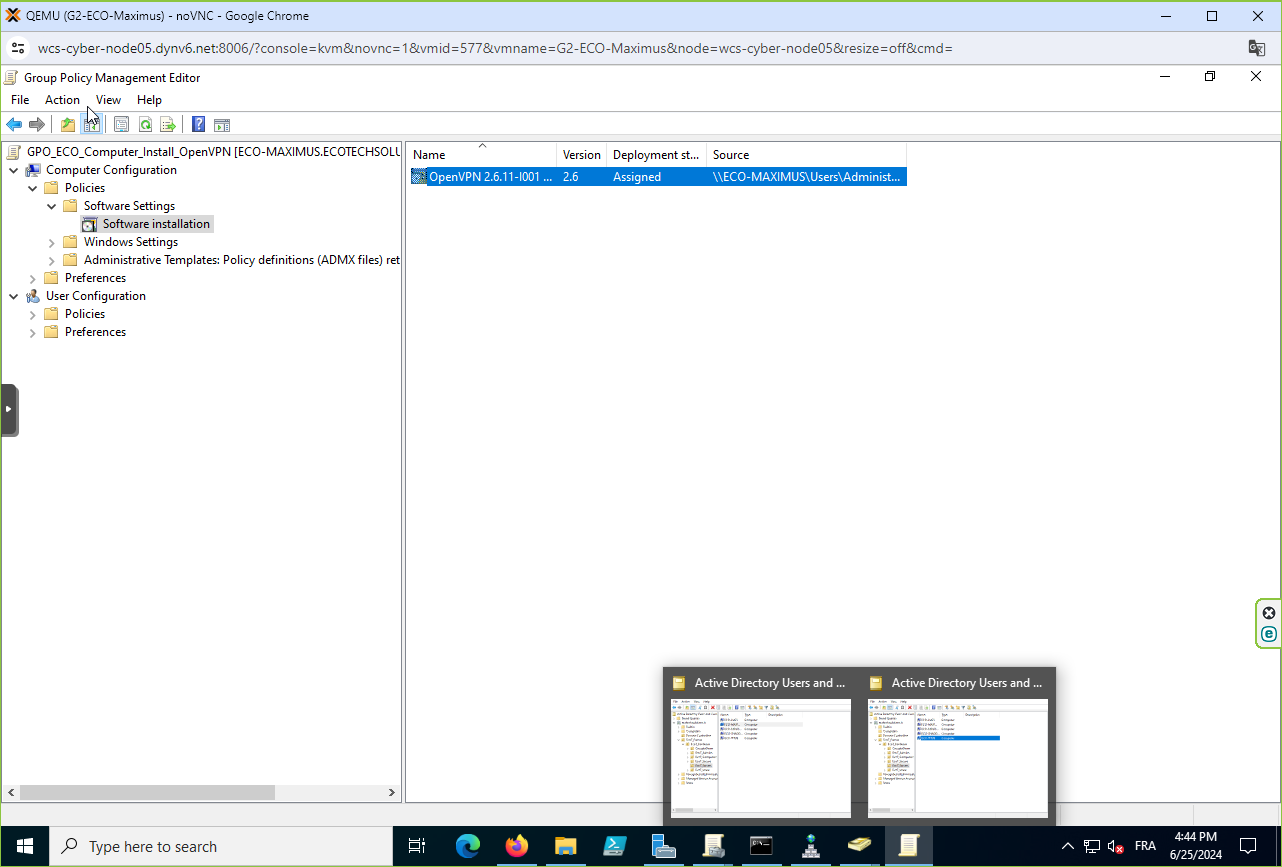 QEMU (G2-ECO-Maximus) - noVNC - Google Chrome
wcs-cyber-node05.dynv6.net:8006/?console=kvm&novnc=1&vmid=577&vmname=G2-ECO-Maximus&node=wcs-cyber-node05&resize=off&cmd=
Group Policy Management Editor
File Action View Help
GPO_ECO_Computer_Install_OpenVPN [ECO-MAXIMUS.ECOTECHSOLU
Computer Configuration
Policies
Software Settings
Software installation
Windows Settings
Administrative Templates: Policy definitions (ADMX files) ret
Preferences
User Configuration
Policies
Preferences
Name Version Deployment st... Source
OpenVPN 2.6.11-I001 ... 2.6 Assigned \\ECO-MAXIMUS\Users\Administ...
Active Directory Users and ... Active Directory Users and ...
Type here to search
FRA
4:44 PM
6/25/2024